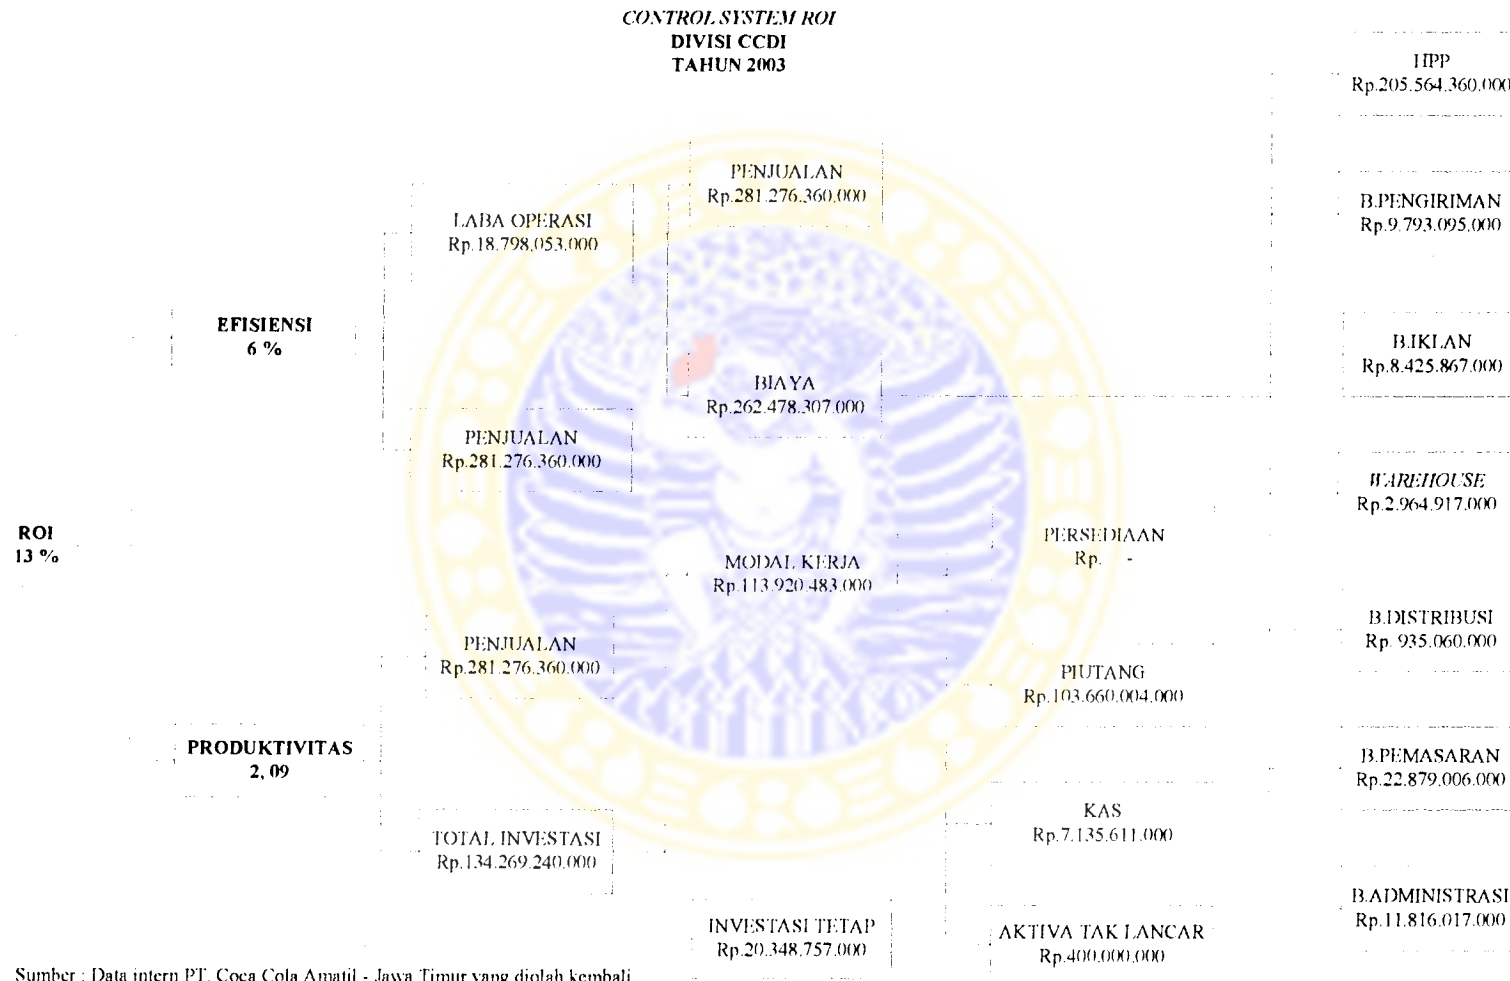 CONTROL SYSTEM ROI
DIVISI CCDI
TAHUN 2003
HPP
Rp.205.564.360.000
PENJUALAN
Rp.281.276.360.000
B.PENGIRIMAN
Rp.9.793.095.000
LABA OPERASI
Rp.18.798.053.000
EFISIENSI
6 %
B.IKLAN
Rp.8.425.867.000
BIAYA
Rp.262.478.307.000
PENJUALAN
Rp.281.276.360.000
WAREHOUSE
Rp.2.964.917.000
ROI
13 %
PERSEDIAAN
Rp. -
MODAL KERJA
Rp.113.920.483.000
B.DISTRIBUSI
Rp. 935.060.000
PENJUALAN
Rp.281.276.360.000
PIUTANG
Rp.103.660.004.000
PRODUKTIVITAS
2, 09
B.PEMASARAN
Rp.22.879.006.000
KAS
Rp.7.135.611.000
TOTAL INVESTASI
Rp.134.269.240.000
B.ADMINISTRASI
Rp.11.816.017.000
INVESTASI TETAP
Rp.20.348.757.000
AKTIVA TAK LANCAR
Rp.400.000.000
Sumber : Data intern PT. Coca Cola Amatil - Jawa Timur yang diolah kembali